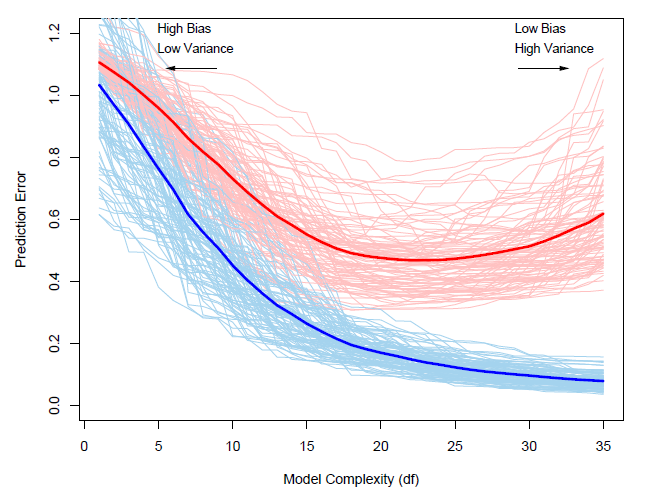 High Bias
Low Variance
Low Bias
High Variance
Prediction Error
0.0
0.2
0.4
0.6
0.8
1.0
1.2
0
5
10
15
20
25
30
35
Model Complexity (df)